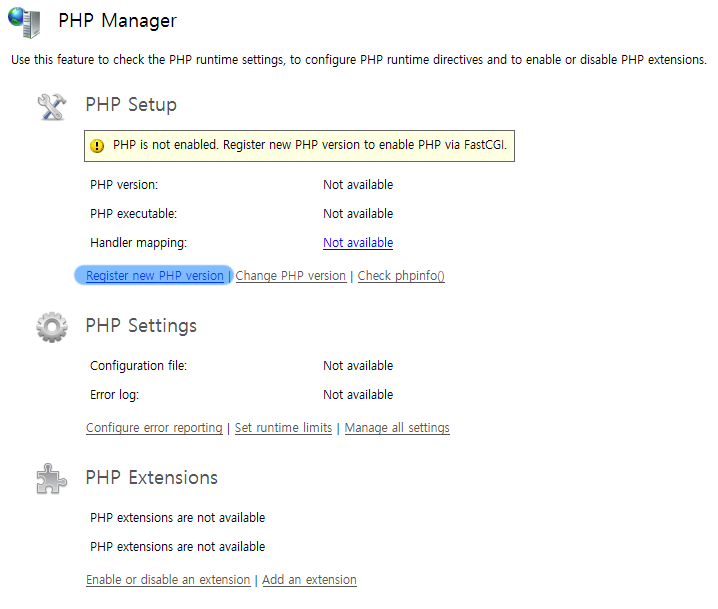 PHP Manager
Use this feature to check the PHP runtime settings, to configure PHP runtime directives and to enable or disable PHP extensions.
PHP Setup
PHP is not enabled. Register new PHP version to enable PHP via FastCGI.
PHP version: Not available
PHP executable: Not available
Handler mapping: Not available
Register new PHP version | Change PHP version | Check phpinfo()
PHP Settings
Configuration file: Not available
Error log: Not available
Configure error reporting | Set runtime limits | Manage all settings
PHP Extensions
PHP extensions are not available
PHP extensions are not available
Enable or disable an extension | Add an extension